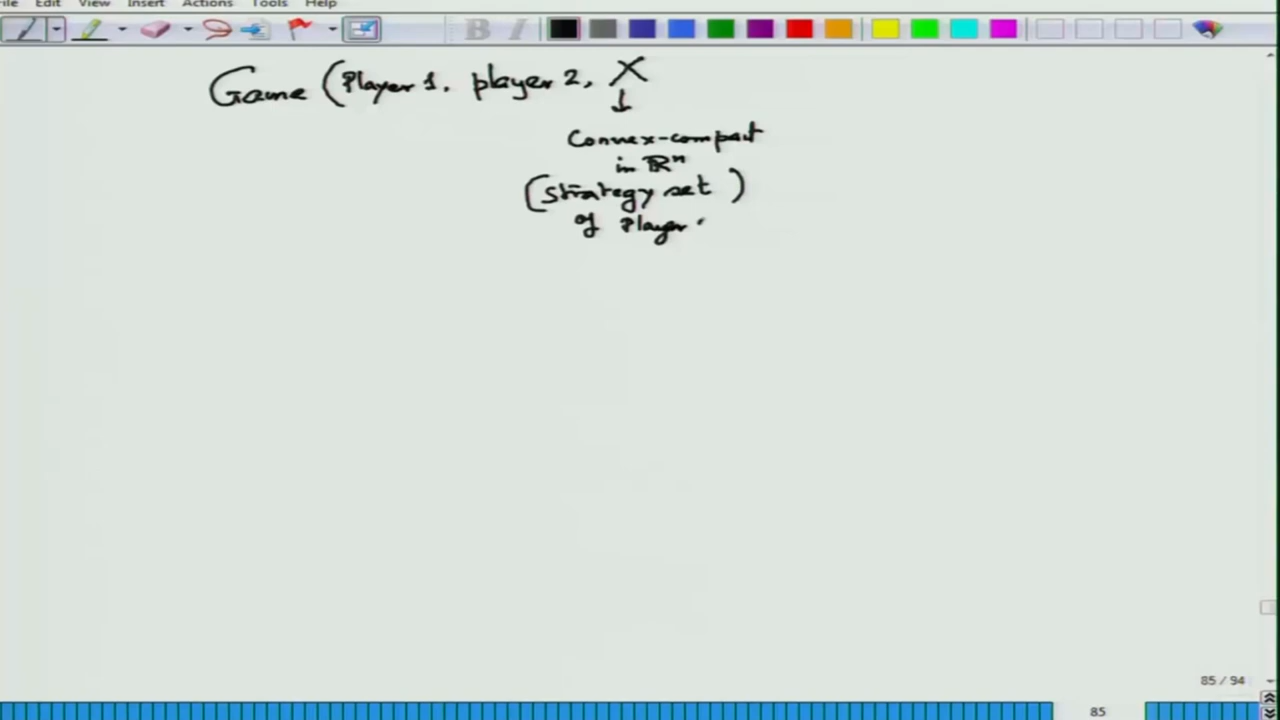 File Edit View Insert Actions Tools Help
B I
Game (Player 1, player 2, X
↓
Convex-compact
in ℝⁿ
(Strategy set)
of Player
85 / 94
85